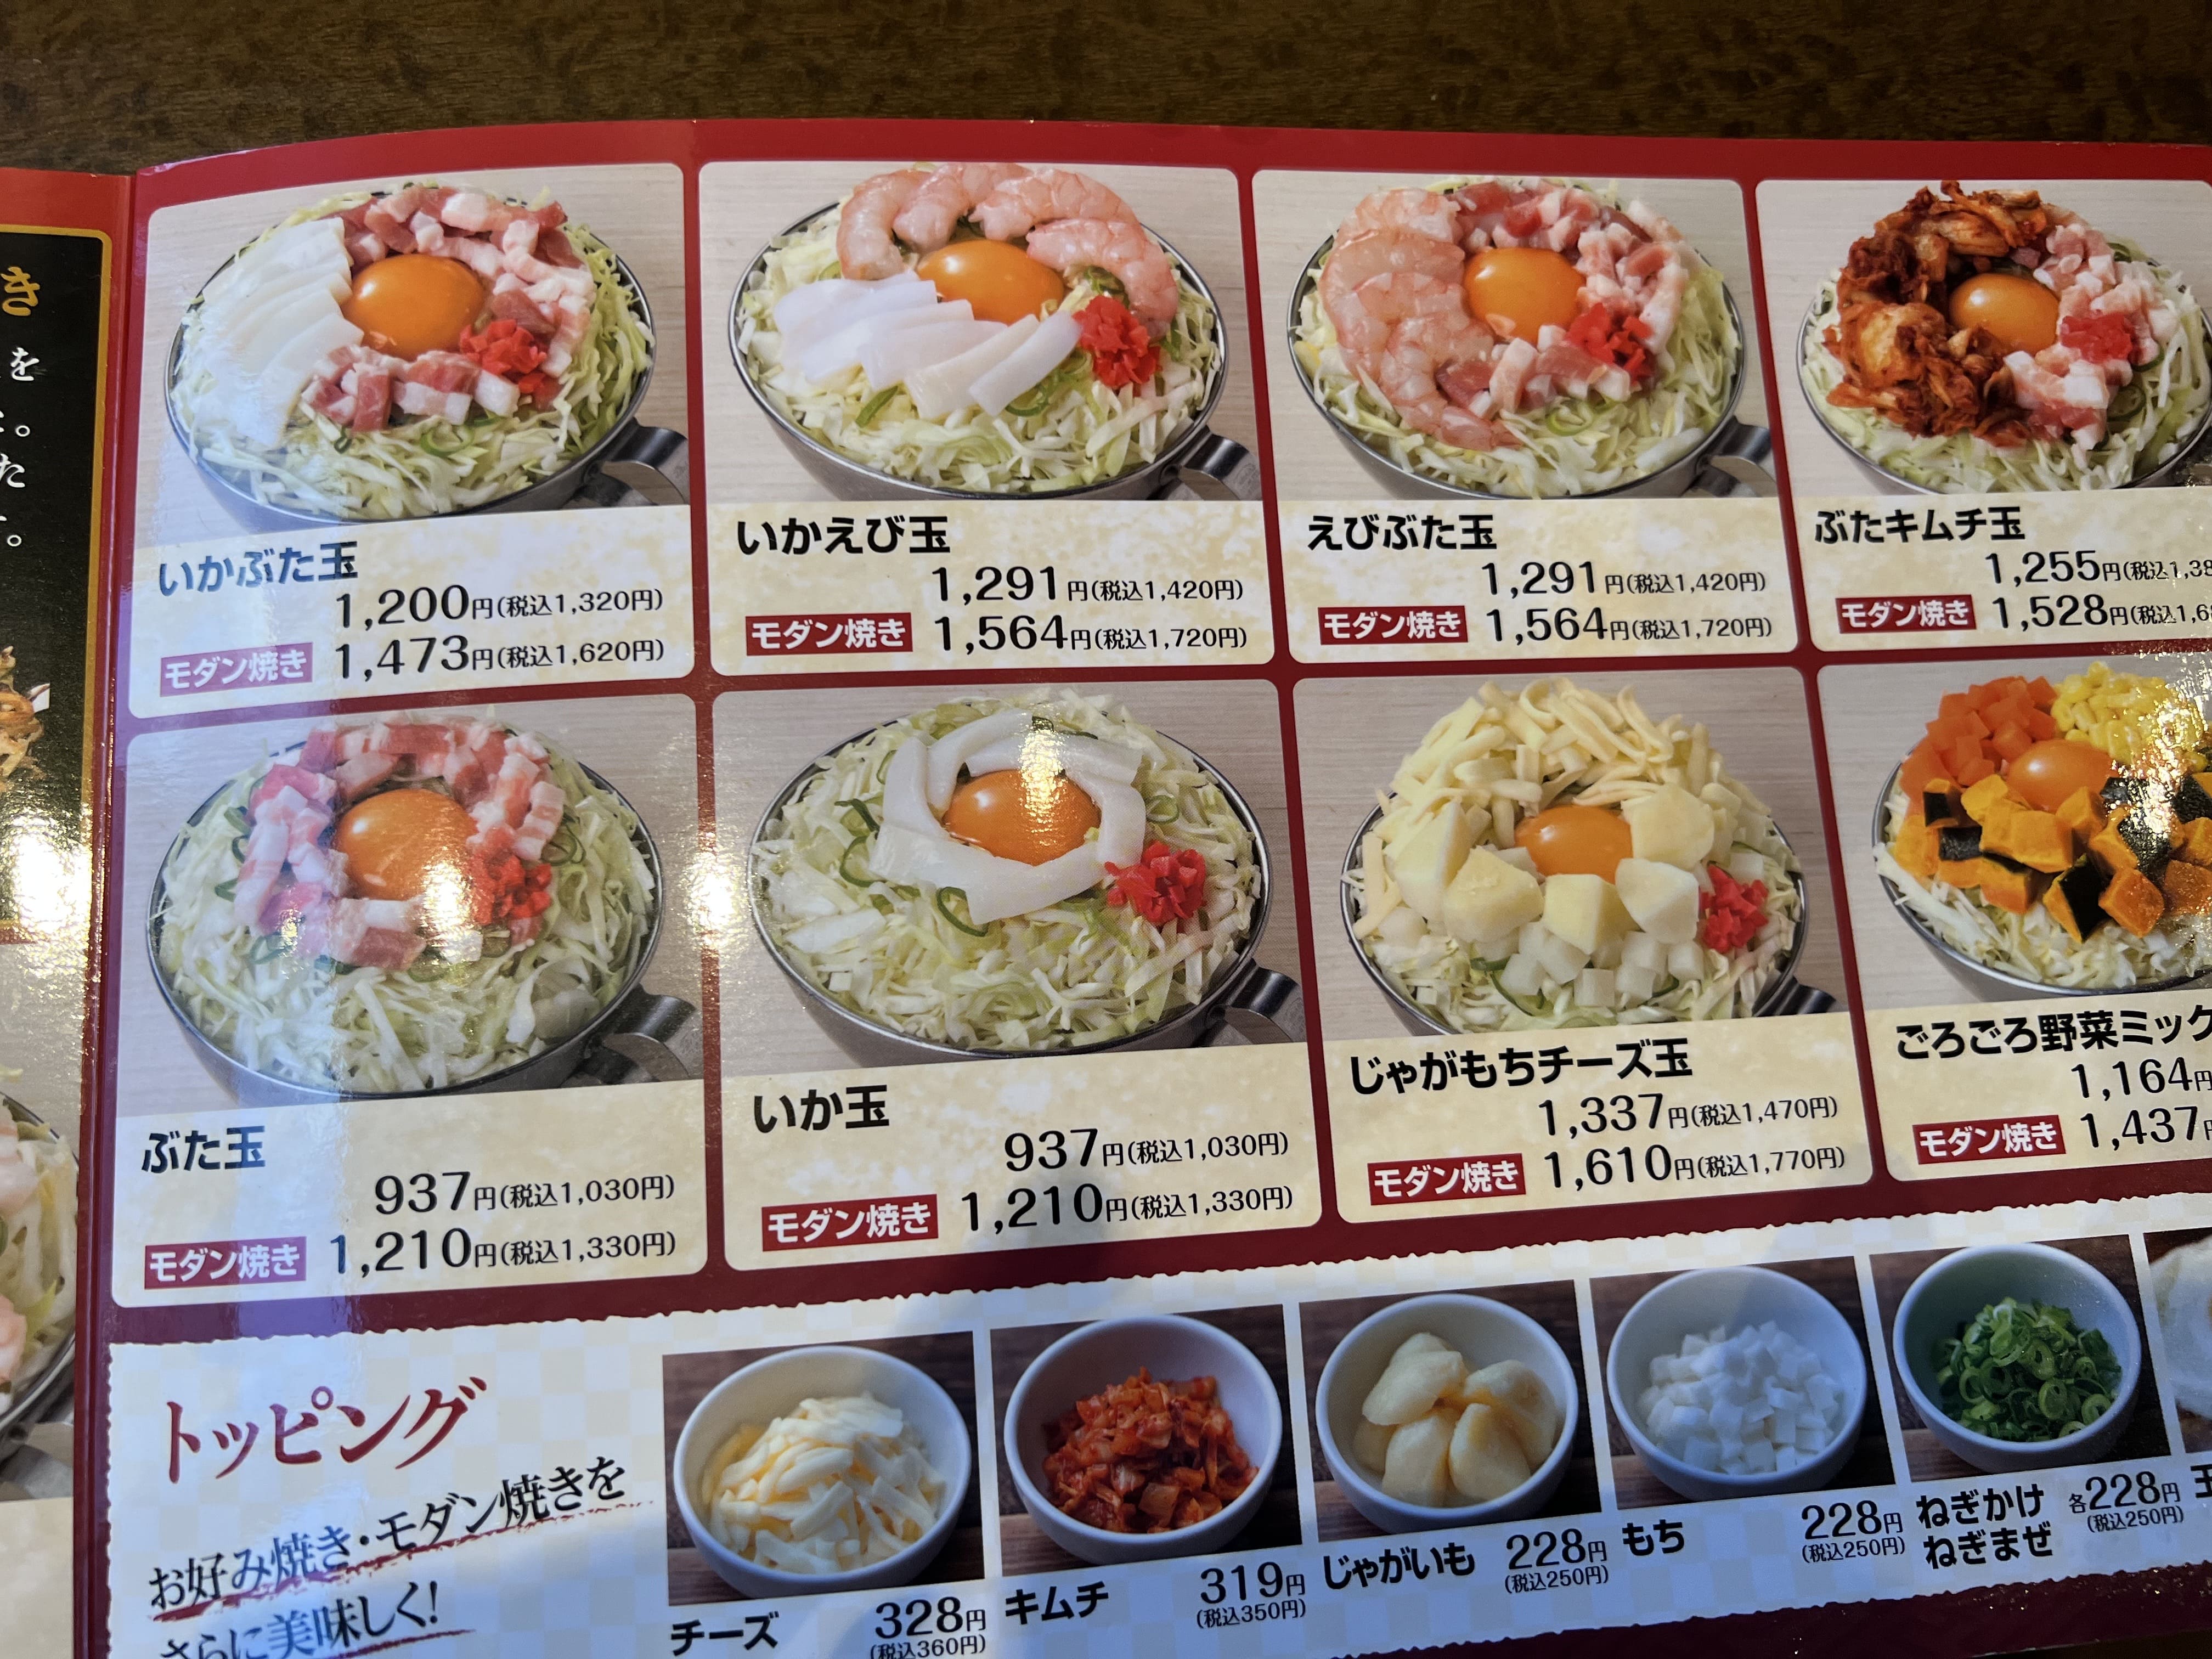 き
を
。
た
。
いかぶた玉
1,200円(税込1,320円)
モダン焼き 1,473円(税込1,620円)
いかえび玉
1,291円(税込1,420円)
モダン焼き 1,564円(税込1,720円)
えびぶた玉
1,291円(税込1,420円)
モダン焼き 1,564円(税込1,720円)
ぶたキムチ玉
1,255円(税込1,38
モダン焼き 1,528円(税込1,6
ぶた玉
937円(税込1,030円)
モダン焼き 1,210円(税込1,330円)
いか玉
937円(税込1,030円)
モダン焼き 1,210円(税込1,330円)
じゃがもちチーズ玉
1,337円(税込1,470円)
モダン焼き 1,610円(税込1,770円)
ごろごろ野菜ミック
1,164円
モダン焼き 1,437円
トッピング
お好み焼き・モダン焼きを
さらに美味しく!
チーズ 328円
(税込360円)
キムチ 319円
(税込350円)
じゃがいも 228円
(税込250円)
もち 228円
(税込250円)
ねぎかけ
ねぎまぜ
各228円
(税込250円)
玉